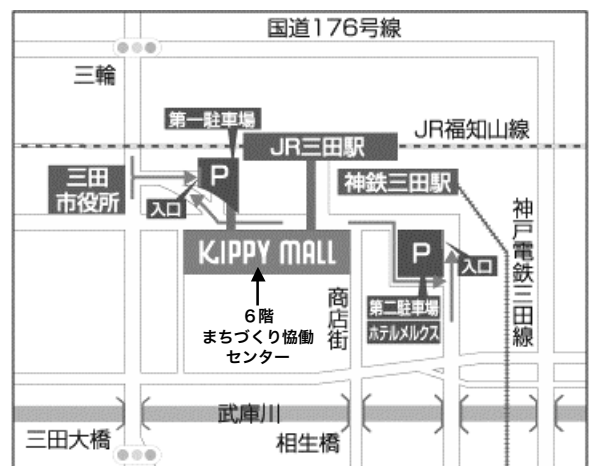 国道176号線
三輪
第一駐車場
JR福知山線
JR三田駅
P
三田
市役所
神鉄三田駅
入口
神戸電鉄三田線
KIPPY MALL
P
入口
6階
まちづくり協働
センター
商店街
第二駐車場
ホテルメルクス
武庫川
三田大橋
相生橋